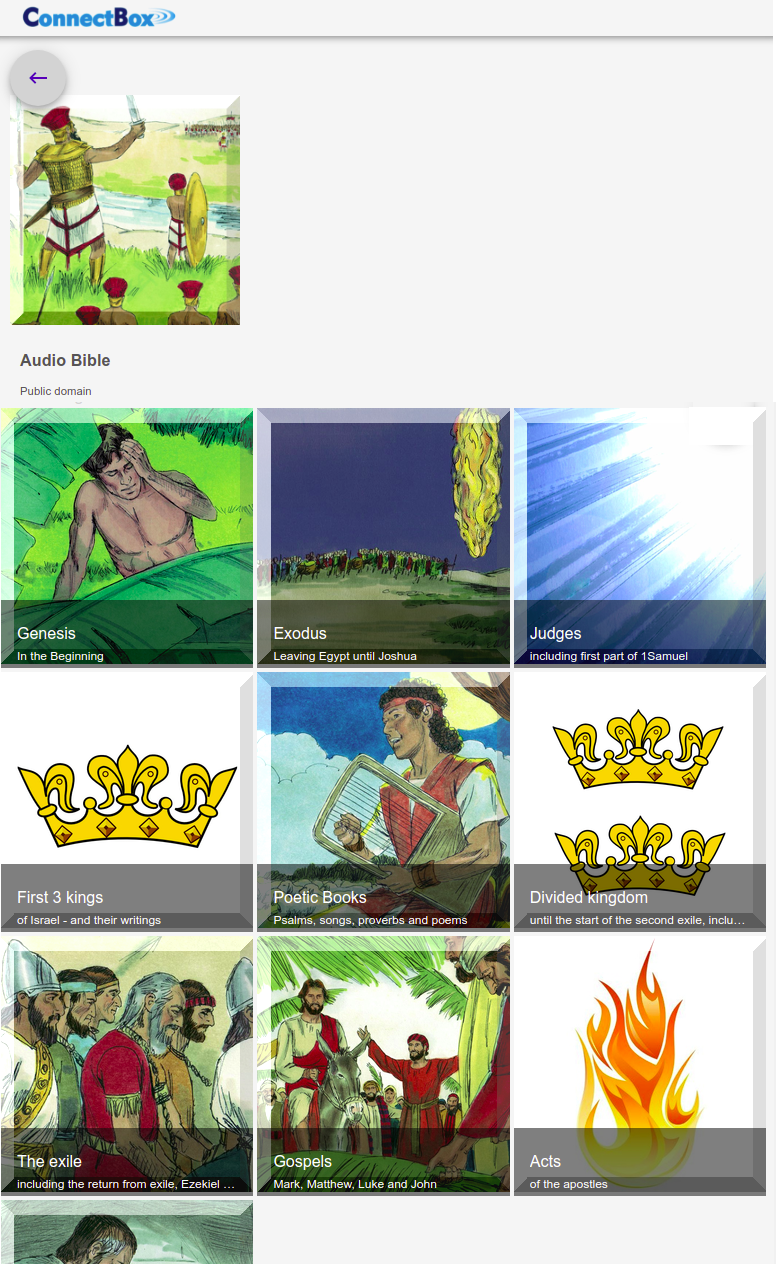 ConnectBox
Audio Bible
Public domain
Genesis
In the Beginning
Exodus
Leaving Egypt until Joshua
Judges
including first part of 1Samuel
First 3 kings
of Israel - and their writings
Poetic Books
Psalms, songs, proverbs and poems
Divided kingdom
until the start of the second exile, inclu…
The exile
including the return from exile, Ezekiel …
Gospels
Mark, Matthew, Luke and John
Acts
of the apostles